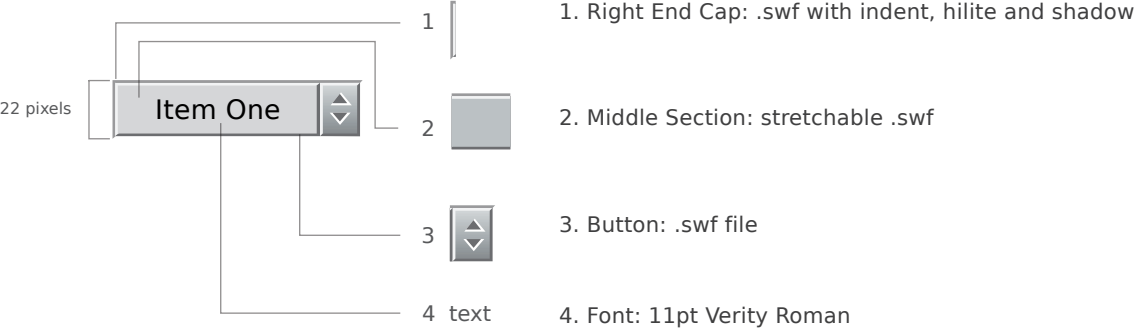 1
1. Right End Cap: .swf with indent, hilite and shadow
22 pixels
Item One
2
2. Middle Section: stretchable .swf
3
3. Button: .swf file
4 text
4. Font: 11pt Verity Roman